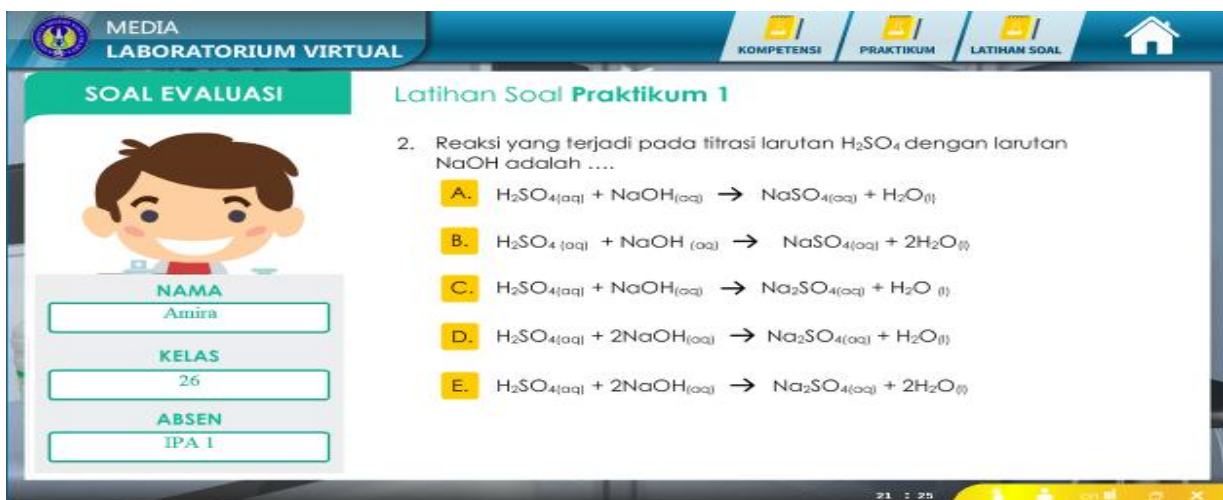 MEDIA
LABORATORIUM VIRTUAL
KOMPETENSI
PRAKTIKUM
LATIHAN SOAL
SOAL EVALUASI
Latihan Soal Praktikum 1
2. Reaksi yang terjadi pada titrasi larutan H₂SO₄ dengan larutan
NaOH adalah ....
A. H₂SO₄(aq) + NaOH(aq) → NaSO₄(aq) + H₂O(l)
B. H₂SO₄ (aq) + NaOH (aq) → NaSO₄(aq) + 2H₂O(l)
C. H₂SO₄(aq) + NaOH(aq) → Na₂SO₄(aq) + H₂O (l)
D. H₂SO₄(aq) + 2NaOH(aq) → Na₂SO₄(aq) + H₂O(l)
E. H₂SO₄(aq) + 2NaOH(aq) → Na₂SO₄(aq) + 2H₂O(l)
NAMA
Amira
KELAS
26
ABSEN
IPA 1
21 : 25